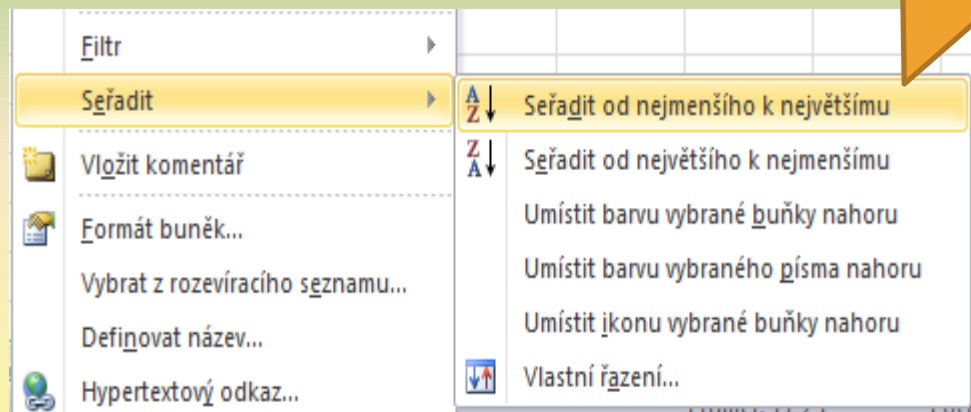 Filtr
Seřadit
Vložit komentář
Formát buněk...
Vybrat z rozevíracího seznamu...
Definovat název...
Hypertextový odkaz...
Seřadit od nejmenšího k největšímu
Seřadit od největšího k nejmenšímu
Umístit barvu vybrané buňky nahoru
Umístit barvu vybraného písma nahoru
Umístit ikonu vybrané buňky nahoru
Vlastní řazení...